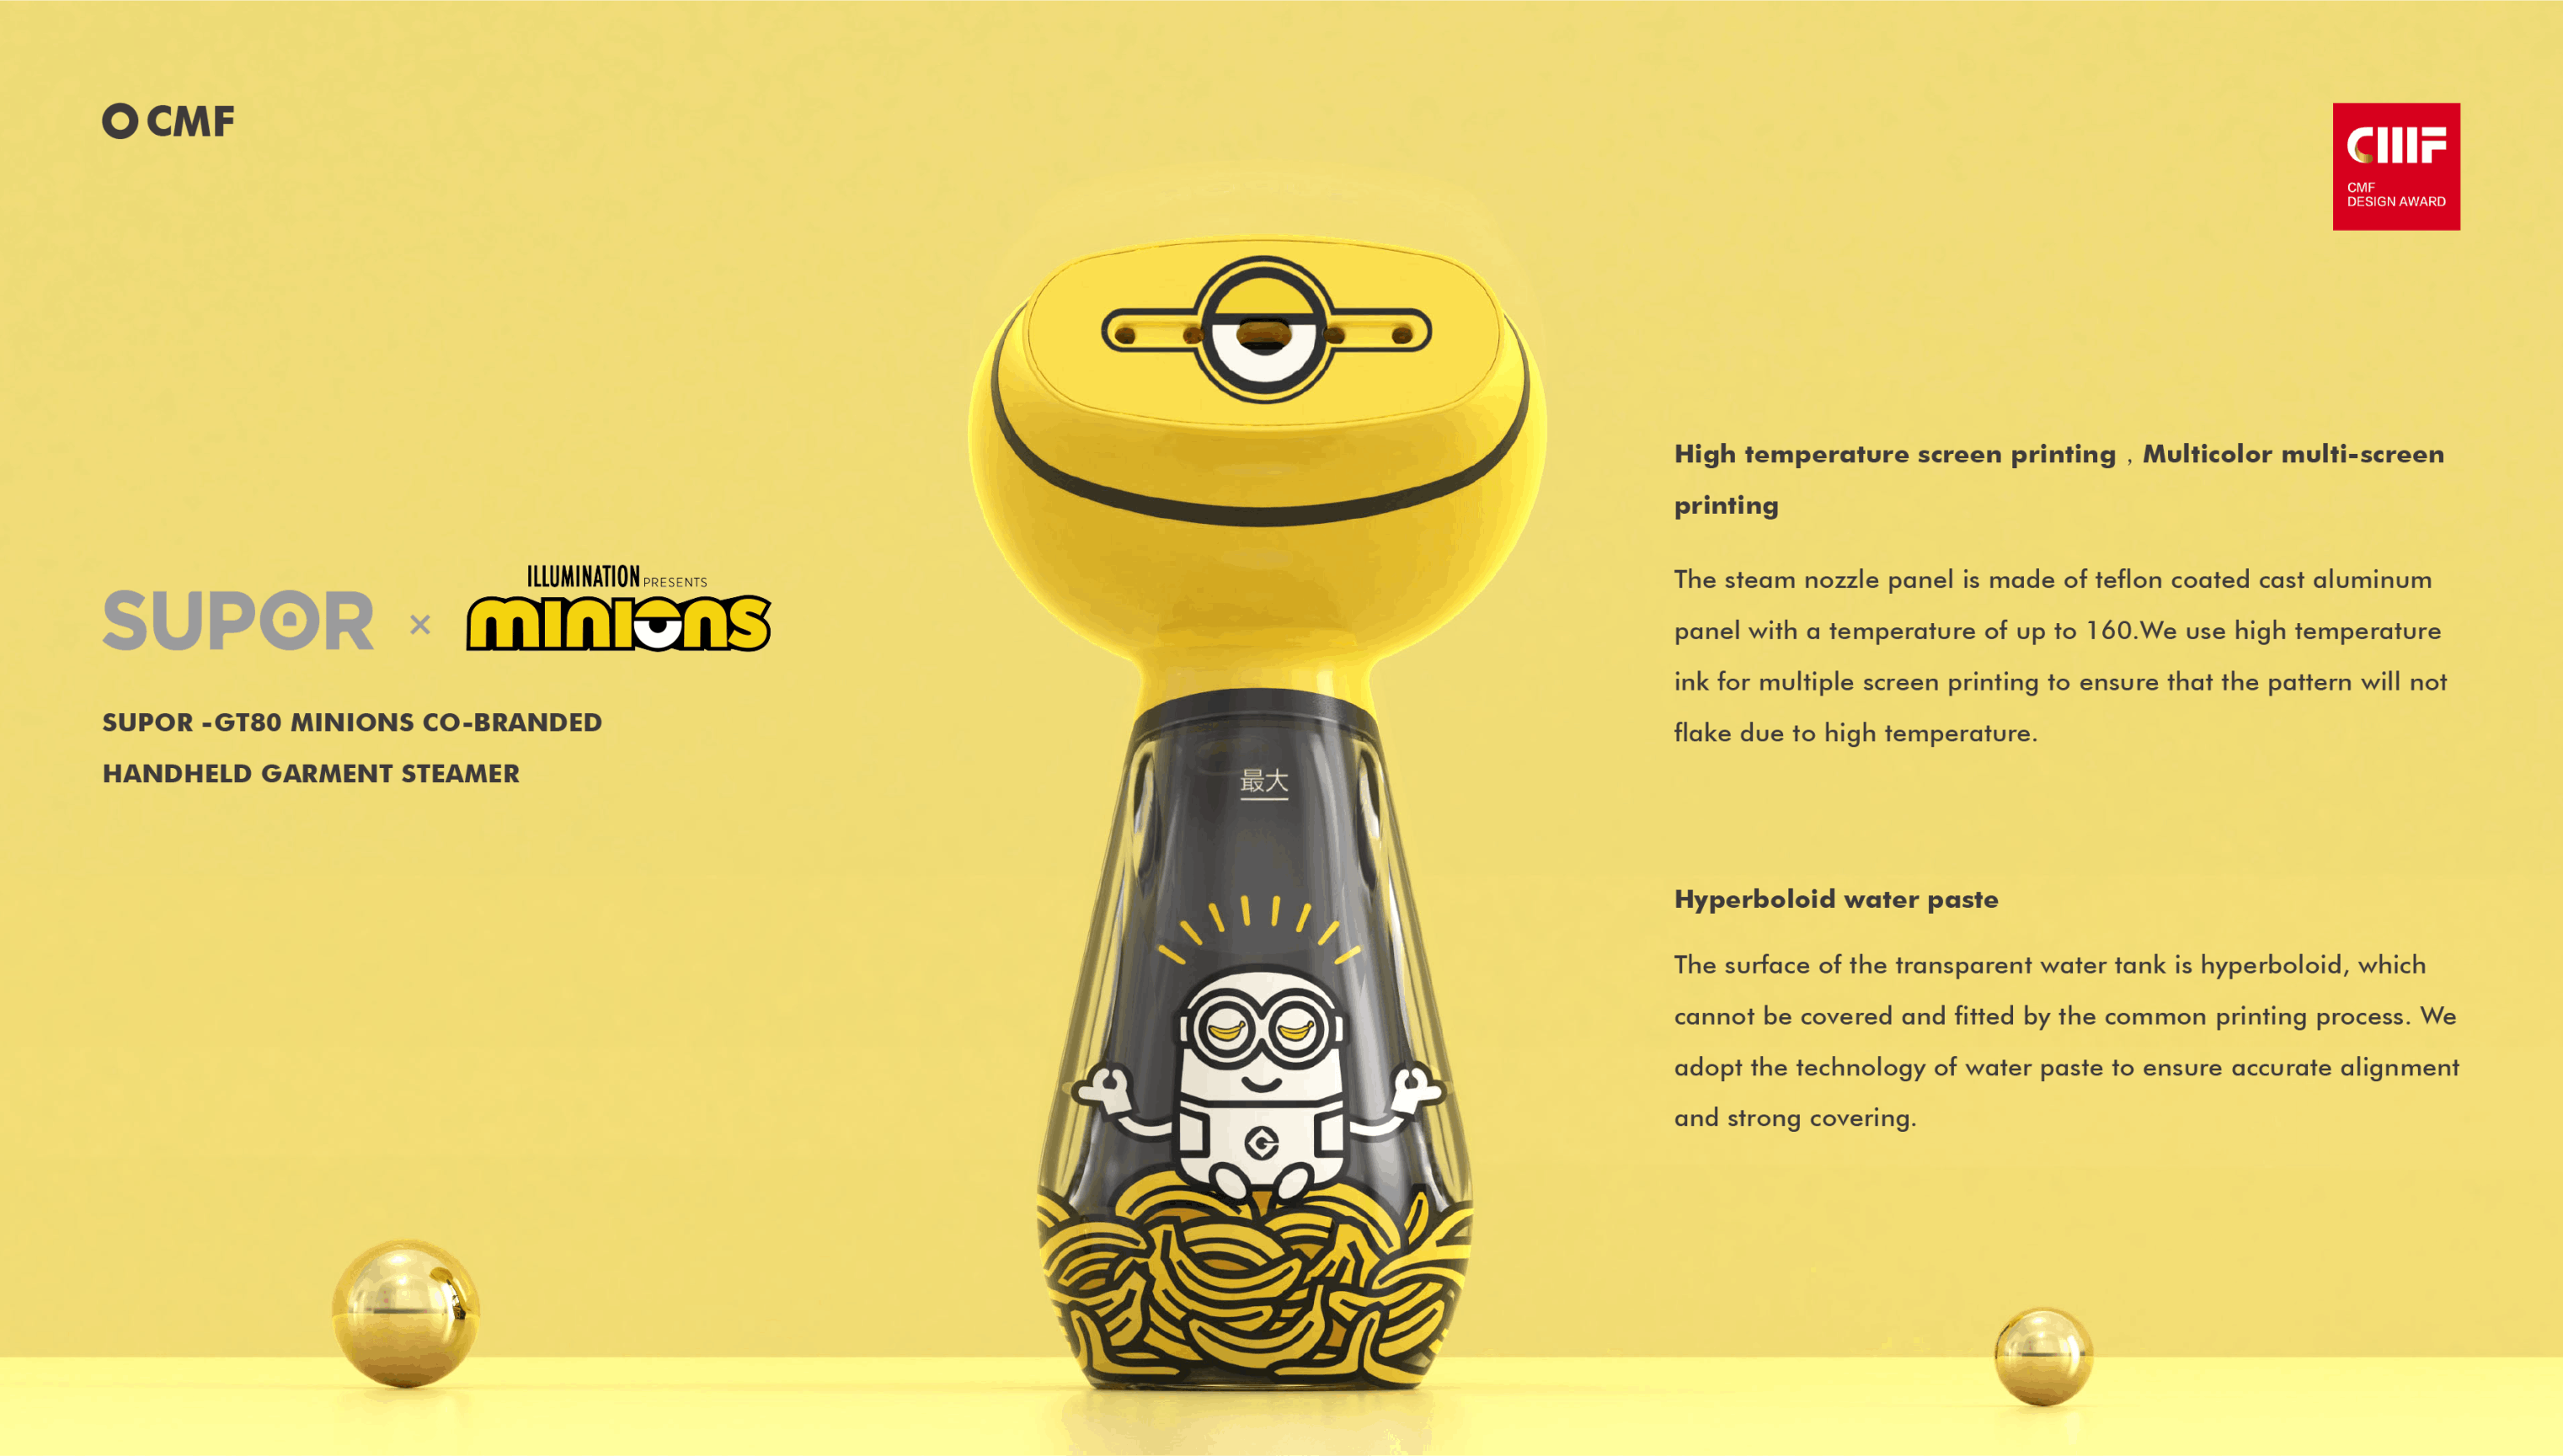 CMF
CMF
CMF
DESIGN AWARD
ILLUMINATION PRESENTS
SUPOR × minions
SUPOR -GT80 MINIONS CO-BRANDED
HANDHELD GARMENT STEAMER
最大
High temperature screen printing , Multicolor multi-screen
printing
The steam nozzle panel is made of teflon coated cast aluminum
panel with a temperature of up to 160.We use high temperature
ink for multiple screen printing to ensure that the pattern will not
flake due to high temperature.
Hyperboloid water paste
The surface of the transparent water tank is hyperboloid, which
cannot be covered and fitted by the common printing process. We
adopt the technology of water paste to ensure accurate alignment
and strong covering.